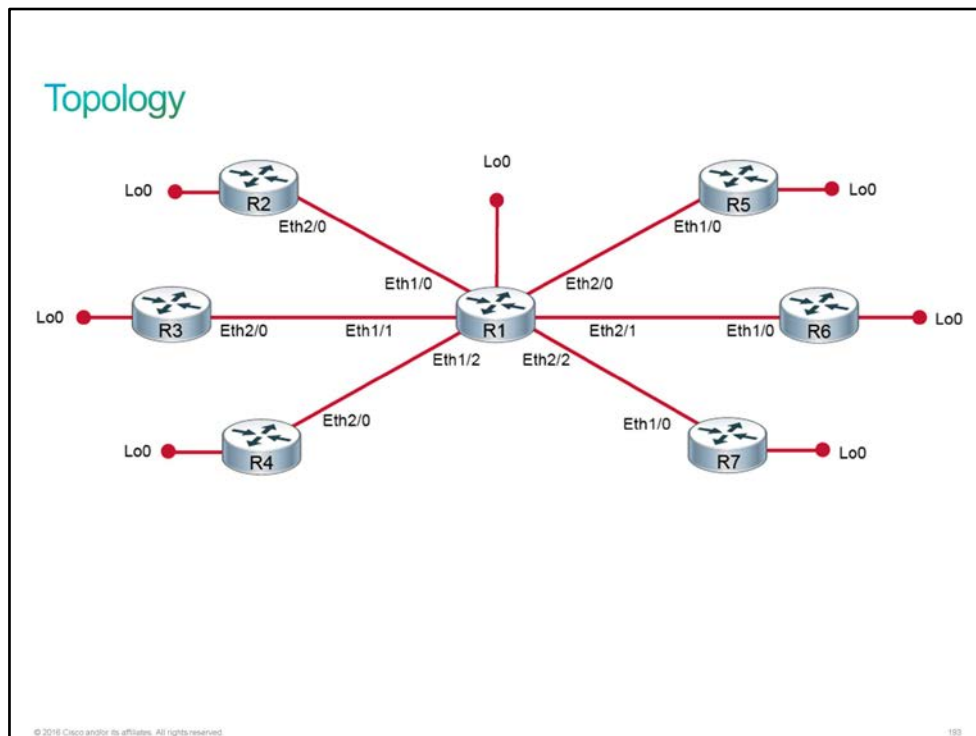 Topology
Lo0
R2
Eth2/0
Lo0
R5
Lo0
Eth1/0
Eth1/0
Eth2/0
Lo0
R3
Eth2/0
Eth1/1
R1
Eth2/1
Eth1/0
R6
Lo0
Eth1/2
Eth2/2
Eth2/0
Eth1/0
Lo0
R4
R7
Lo0
© 2016 Cisco and/or its affiliates. All rights reserved.
193